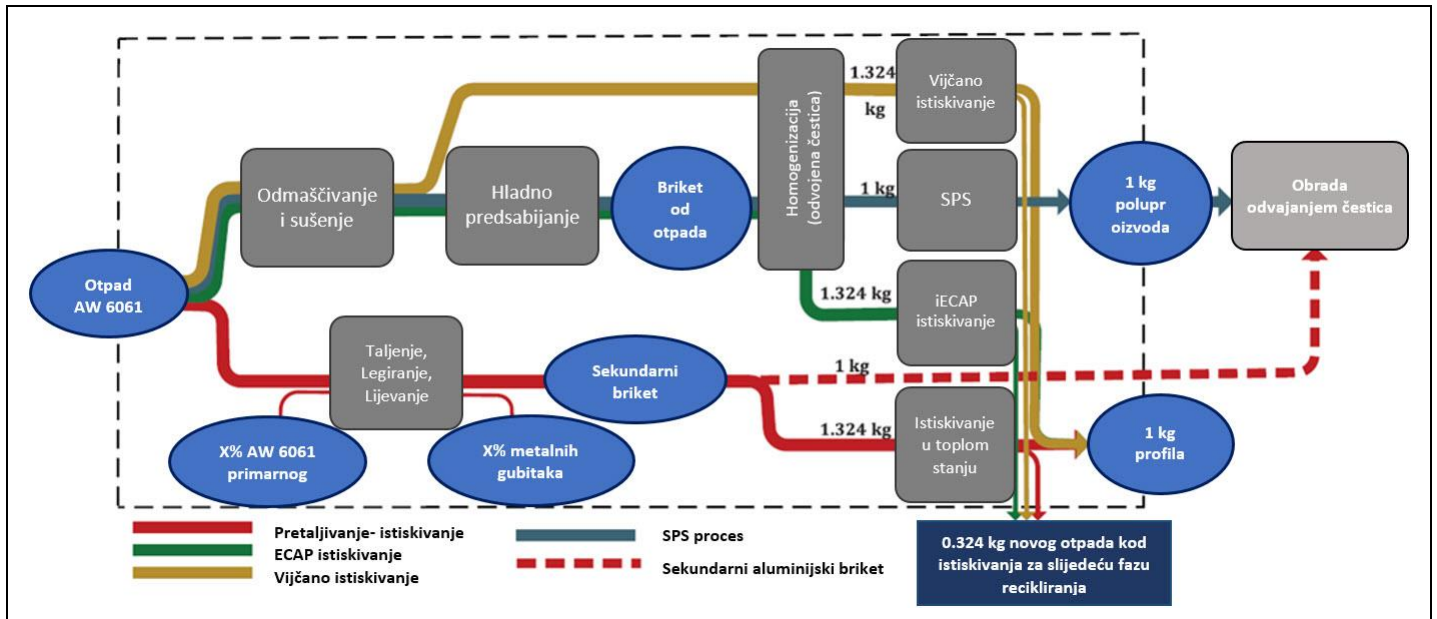 1.324
kg
Vijčano
istiskivanje
Homogenizacija
(odvojena čestica)
Odmaščivanje
i sušenje
Hladno
predsabijanje
Briket
od
otpada
1 kg
SPS
1 kg
polupr
oizvoda
Obrada
odvajanjem čestica
Otpad
AW 6061
1.324 kg
iECAP
istiskivanje
Taljenje,
Legiranje,
Lijevanje
Sekundarni
briket
1 kg
1.324 kg
Istiskivanje
u toplom
stanju
1 kg
profila
X% AW 6061
primarnog
X% metalnih
gubitaka
Pretaljivanje- istiskivanje
ECAP istiskivanje
Vijčano istiskivanje
SPS proces
Sekundarni aluminijski briket
0.324 kg novog otpada kod
istiskivanja za slijedeću fazu
recikliranja